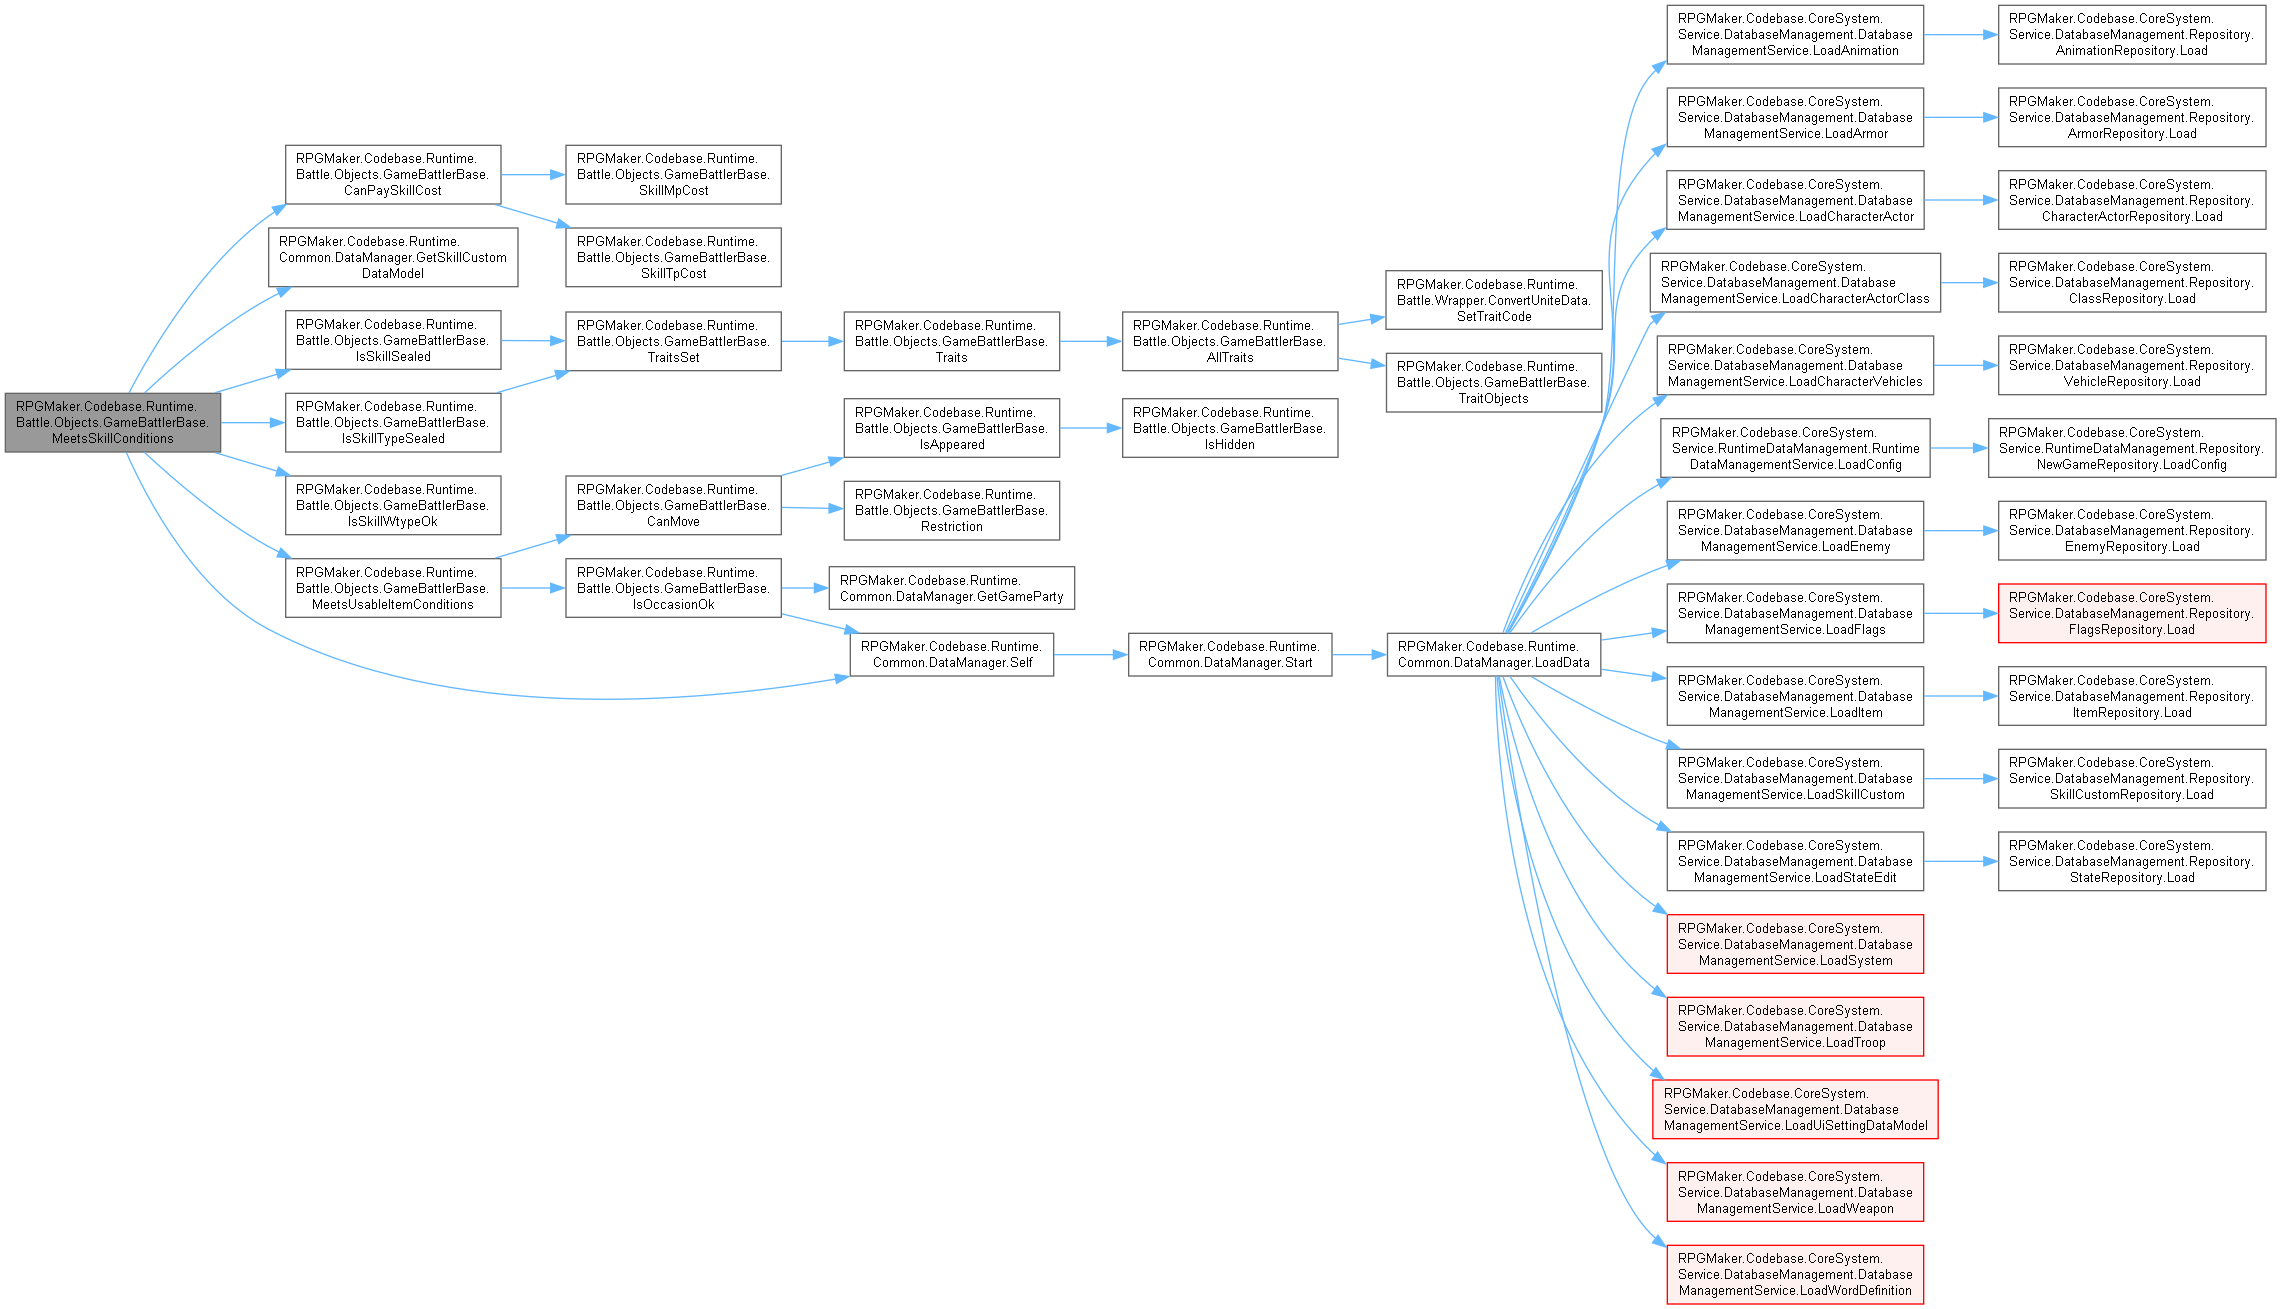 RPGMaker.Codebase.Runtime.
Battle.Objects.GameBattlerBase.
MeetsSkillConditions
RPGMaker.Codebase.Runtime.
Battle.Objects.GameBattlerBase.
CanPaySkillCost
RPGMaker.Codebase.Runtime.
Common.DataManager.GetSkillCustom
DataModel
RPGMaker.Codebase.Runtime.
Battle.Objects.GameBattlerBase.
IsSkillSealed
RPGMaker.Codebase.Runtime.
Battle.Objects.GameBattlerBase.
IsSkillTypeSealed
RPGMaker.Codebase.Runtime.
Battle.Objects.GameBattlerBase.
IsSkillWtypeOk
RPGMaker.Codebase.Runtime.
Battle.Objects.GameBattlerBase.
MeetsUsableItemConditions
RPGMaker.Codebase.Runtime.
Battle.Objects.GameBattlerBase.
SkillMpCost
RPGMaker.Codebase.Runtime.
Battle.Objects.GameBattlerBase.
SkillTpCost
RPGMaker.Codebase.Runtime.
Battle.Objects.GameBattlerBase.
TraitsSet
RPGMaker.Codebase.Runtime.
Battle.Objects.GameBattlerBase.
CanMove
RPGMaker.Codebase.Runtime.
Battle.Objects.GameBattlerBase.
IsOccasionOk
RPGMaker.Codebase.Runtime.
Battle.Objects.GameBattlerBase.
Traits
RPGMaker.Codebase.Runtime.
Battle.Objects.GameBattlerBase.
IsAppeared
RPGMaker.Codebase.Runtime.
Battle.Objects.GameBattlerBase.
Restriction
RPGMaker.Codebase.Runtime.
Common.DataManager.GetGameParty
RPGMaker.Codebase.Runtime.
Common.DataManager.Self
RPGMaker.Codebase.Runtime.
Battle.Objects.GameBattlerBase.
AllTraits
RPGMaker.Codebase.Runtime.
Battle.Objects.GameBattlerBase.
IsHidden
RPGMaker.Codebase.Runtime.
Common.DataManager.Start
RPGMaker.Codebase.Runtime.
Battle.Wrapper.ConvertUniteData.
SetTraitCode
RPGMaker.Codebase.Runtime.
Battle.Objects.GameBattlerBase.
TraitObjects
RPGMaker.Codebase.Runtime.
Common.DataManager.LoadData
RPGMaker.Codebase.CoreSystem.
Service.DatabaseManagement.Database
ManagementService.LoadAnimation
RPGMaker.Codebase.CoreSystem.
Service.DatabaseManagement.Repository.
AnimationRepository.Load
RPGMaker.Codebase.CoreSystem.
Service.DatabaseManagement.Database
ManagementService.LoadArmor
RPGMaker.Codebase.CoreSystem.
Service.DatabaseManagement.Repository.
ArmorRepository.Load
RPGMaker.Codebase.CoreSystem.
Service.DatabaseManagement.Database
ManagementService.LoadCharacterActor
RPGMaker.Codebase.CoreSystem.
Service.DatabaseManagement.Repository.
CharacterActorRepository.Load
RPGMaker.Codebase.CoreSystem.
Service.DatabaseManagement.Database
ManagementService.LoadCharacterActorClass
RPGMaker.Codebase.CoreSystem.
Service.DatabaseManagement.Repository.
ClassRepository.Load
RPGMaker.Codebase.CoreSystem.
Service.DatabaseManagement.Database
ManagementService.LoadCharacterVehicles
RPGMaker.Codebase.CoreSystem.
Service.DatabaseManagement.Repository.
VehicleRepository.Load
RPGMaker.Codebase.CoreSystem.
Service.RuntimeDataManagement.Runtime
DataManagementService.LoadConfig
RPGMaker.Codebase.CoreSystem.
Service.RuntimeDataManagement.Repository.
NewGameRepository.LoadConfig
RPGMaker.Codebase.CoreSystem.
Service.DatabaseManagement.Database
ManagementService.LoadEnemy
RPGMaker.Codebase.CoreSystem.
Service.DatabaseManagement.Repository.
EnemyRepository.Load
RPGMaker.Codebase.CoreSystem.
Service.DatabaseManagement.Database
ManagementService.LoadFlags
RPGMaker.Codebase.CoreSystem.
Service.DatabaseManagement.Repository.
FlagsRepository.Load
RPGMaker.Codebase.CoreSystem.
Service.DatabaseManagement.Database
ManagementService.LoadItem
RPGMaker.Codebase.CoreSystem.
Service.DatabaseManagement.Repository.
ItemRepository.Load
RPGMaker.Codebase.CoreSystem.
Service.DatabaseManagement.Database
ManagementService.LoadSkillCustom
RPGMaker.Codebase.CoreSystem.
Service.DatabaseManagement.Repository.
SkillCustomRepository.Load
RPGMaker.Codebase.CoreSystem.
Service.DatabaseManagement.Database
ManagementService.LoadStateEdit
RPGMaker.Codebase.CoreSystem.
Service.DatabaseManagement.Repository.
StateRepository.Load
RPGMaker.Codebase.CoreSystem.
Service.DatabaseManagement.Database
ManagementService.LoadSystem
RPGMaker.Codebase.CoreSystem.
Service.DatabaseManagement.Database
ManagementService.LoadTroop
RPGMaker.Codebase.CoreSystem.
Service.DatabaseManagement.Database
ManagementService.LoadUiSettingDataModel
RPGMaker.Codebase.CoreSystem.
Service.DatabaseManagement.Database
ManagementService.LoadWeapon
RPGMaker.Codebase.CoreSystem.
Service.DatabaseManagement.Database
ManagementService.LoadWordDefinition